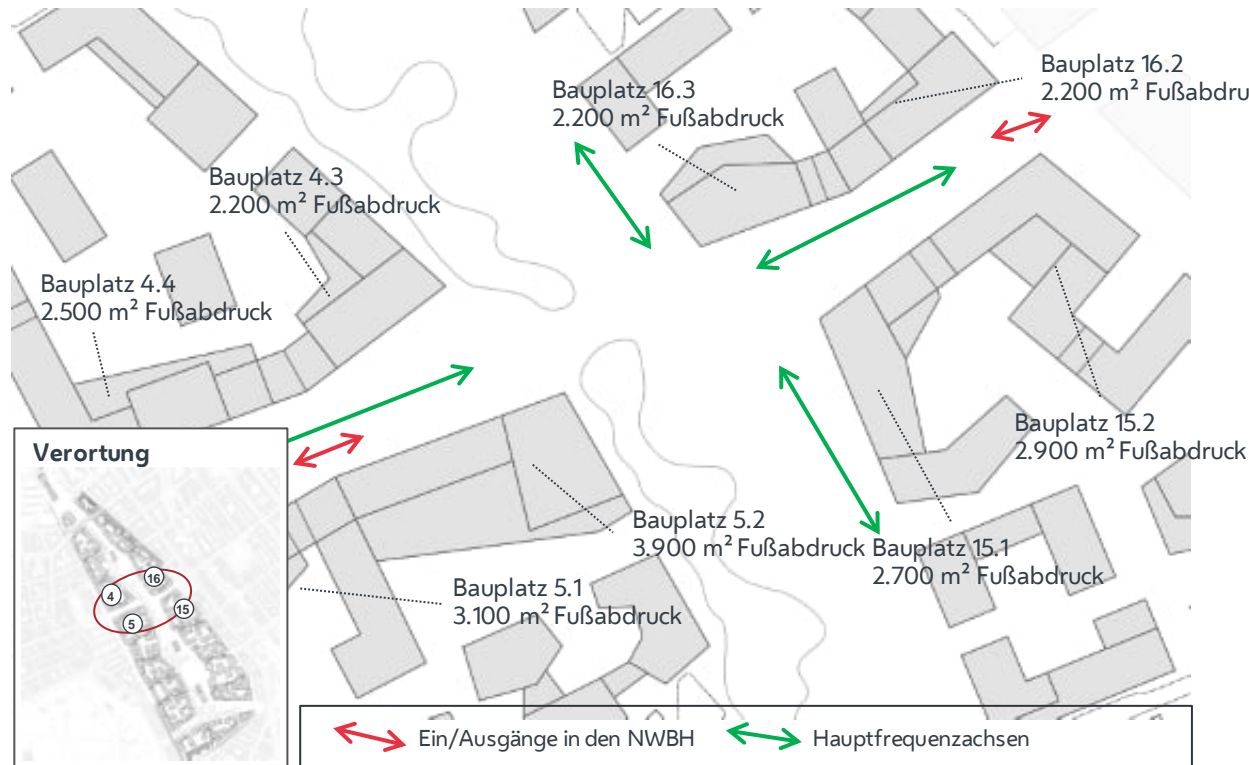 Bauplatz 16.2
2.200 m² Fußabdru
Bauplatz 16.3
2.200 m² Fußabdruck
Bauplatz 4.3
2.200 m² Fußabdruck
Bauplatz 4.4
2.500 m² Fußabdruck
Bauplatz 15.2
2.900 m² Fußabdruck
Verortung
16
4
15
5
Bauplatz 5.2
3.900 m² Fußabdruck
Bauplatz 15.1
2.700 m² Fußabdruck
Bauplatz 5.1
3.100 m² Fußabdruck
Ein/Ausgänge in den NWBH
Hauptfrequenzachsen